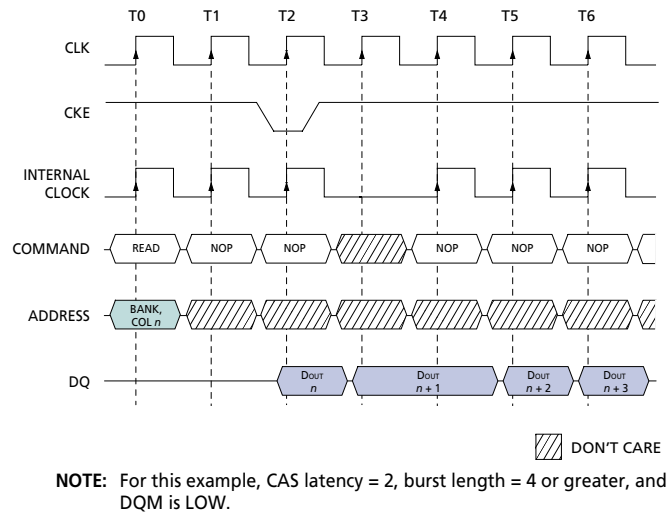 T0 T1 T2 T3 T4 T5 T6
CLK
CKE
INTERNAL
CLOCK
COMMAND READ NOP NOP NOP NOP NOP
ADDRESS BANK,
COL n
DQ DOUT DOUT DOUT DOUT
n n + 1 n + 2 n + 3
DON'T CARE
NOTE: For this example, CAS latency = 2, burst length = 4 or greater, and
DQM is LOW.